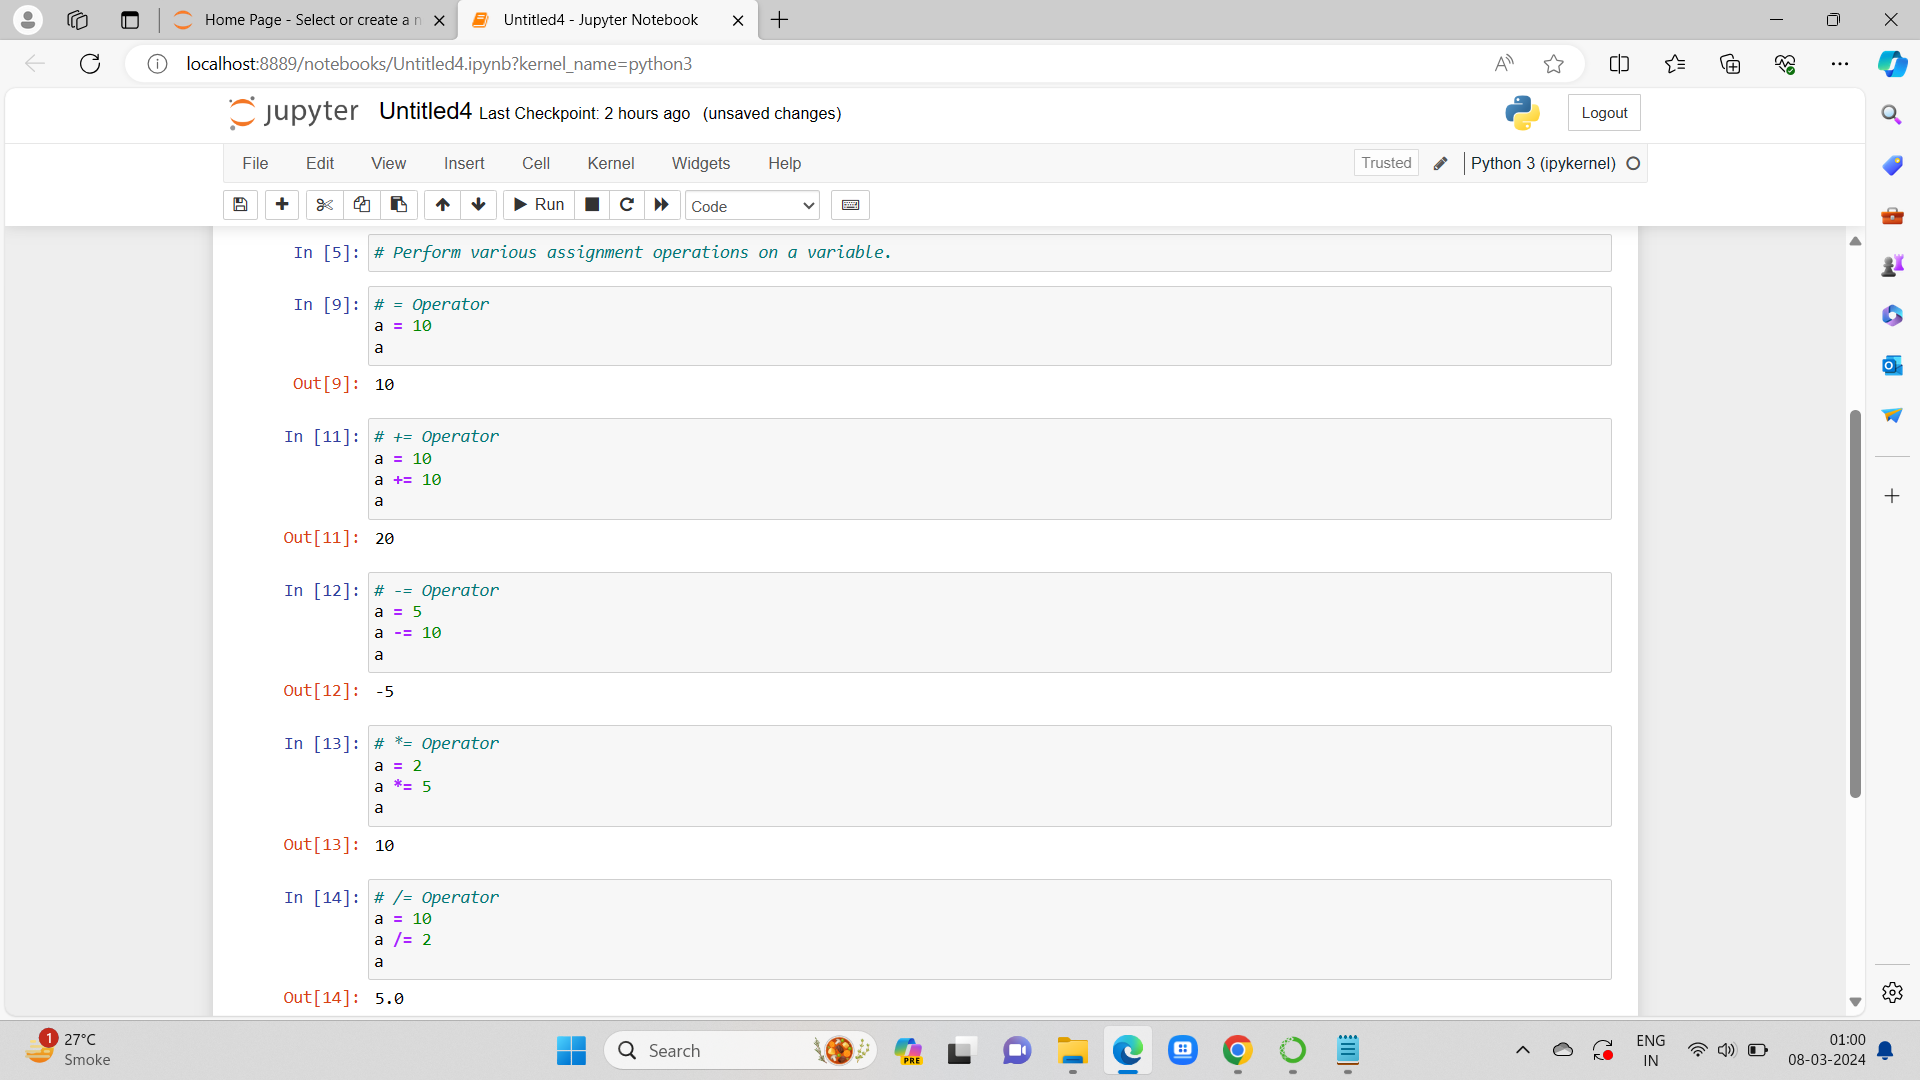 Home Page - Select or create a n
Untitled4 - Jupyter Notebook
localhost:8889/notebooks/Untitled4.ipynb?kernel_name=python3
jupyter Untitled4 Last Checkpoint: 2 hours ago (unsaved changes)
Logout
File Edit View Insert Cell Kernel Widgets Help
Trusted
Python 3 (ipykernel)
Run
Code
In [5]: # Perform various assignment operations on a variable.
In [9]: # = Operator
a = 10
a
Out[9]: 10
In [11]: # += Operator
a = 10
a += 10
a
Out[11]: 20
In [12]: # -= Operator
a = 5
a -= 10
a
Out[12]: -5
In [13]: # *= Operator
a = 2
a *= 5
a
Out[13]: 10
In [14]: # /= Operator
a = 10
a /= 2
a
Out[14]: 5.0
1
27°C
Smoke
Search
PRE
ENG
IN
01:00
08-03-2024